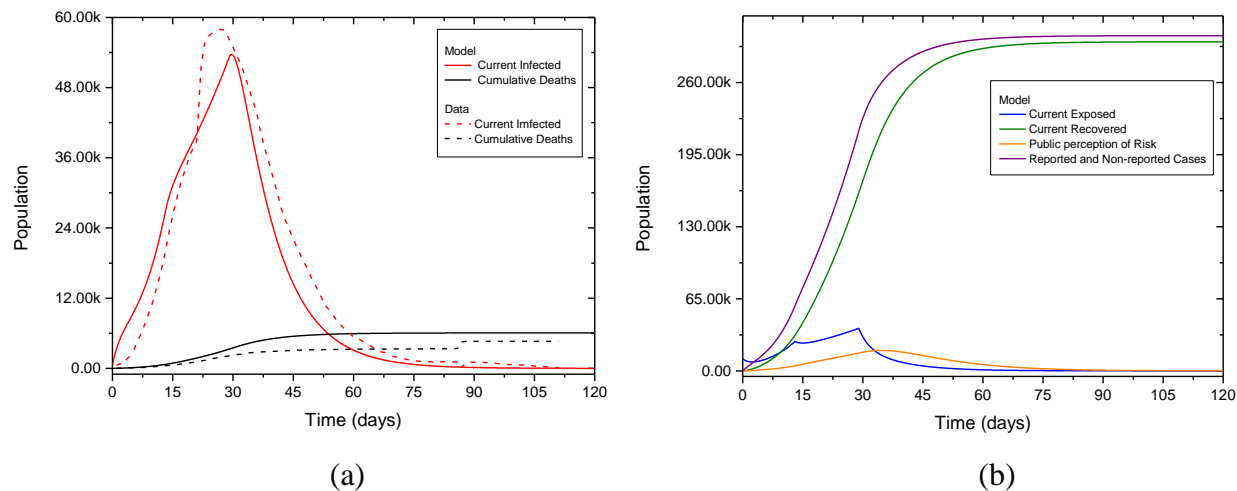 60.00k
48.00k
36.00k
24.00k
12.00k
0.00
Population
0 15 30 45 60 75 90 105 120
Time (days)
Model
Current Infected
Cumulative Deaths
Data
Current Imfected
Cumulative Deaths
(a)
260.00k
195.00k
130.00k
65.00k
0.00
Population
0 15 30 45 60 75 90 105 120
Time (days)
Model
Current Exposed
Current Recovered
Public perception of Risk
Reported and Non-reported Cases
(b)